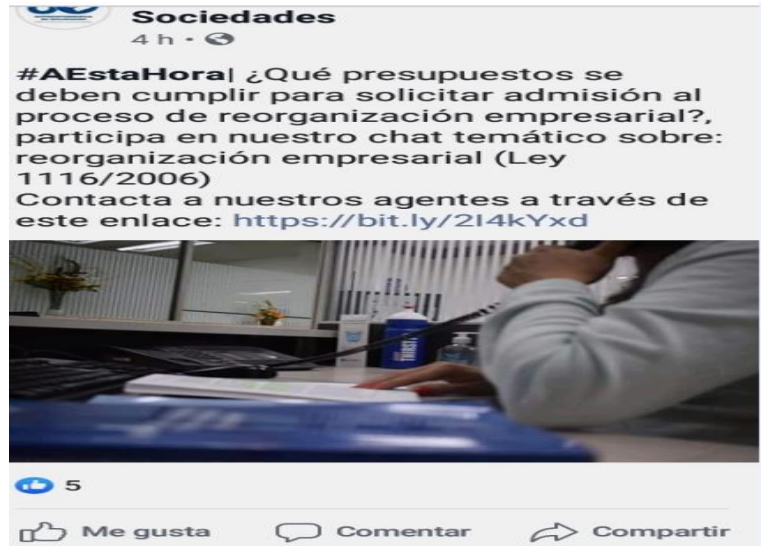 Sociedades
4 h
#AEstaHora| ¿Qué presupuestos se
deben cumplir para solicitar admisión al
proceso de reorganización empresarial?,
participa en nuestro chat temático sobre:
reorganización empresarial (Ley
1116/2006)
Contacta a nuestros agentes a través de
este enlace: https://bit.ly/2I4kYxd
5
Me gusta
Comentar
Compartir